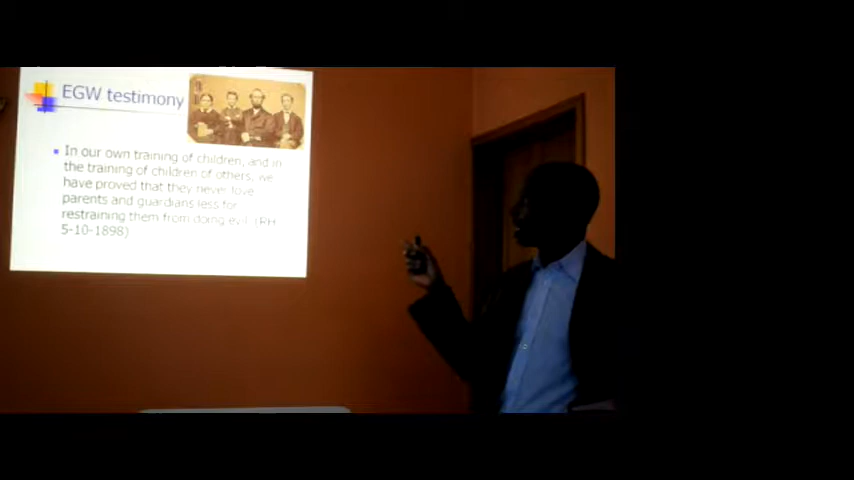 EGW testimony
In our own training of children, and in
the training of children of others, we
have proved that they never love
parents and guardians less for
restraining them from doing evil. (RH
5-10-1898)